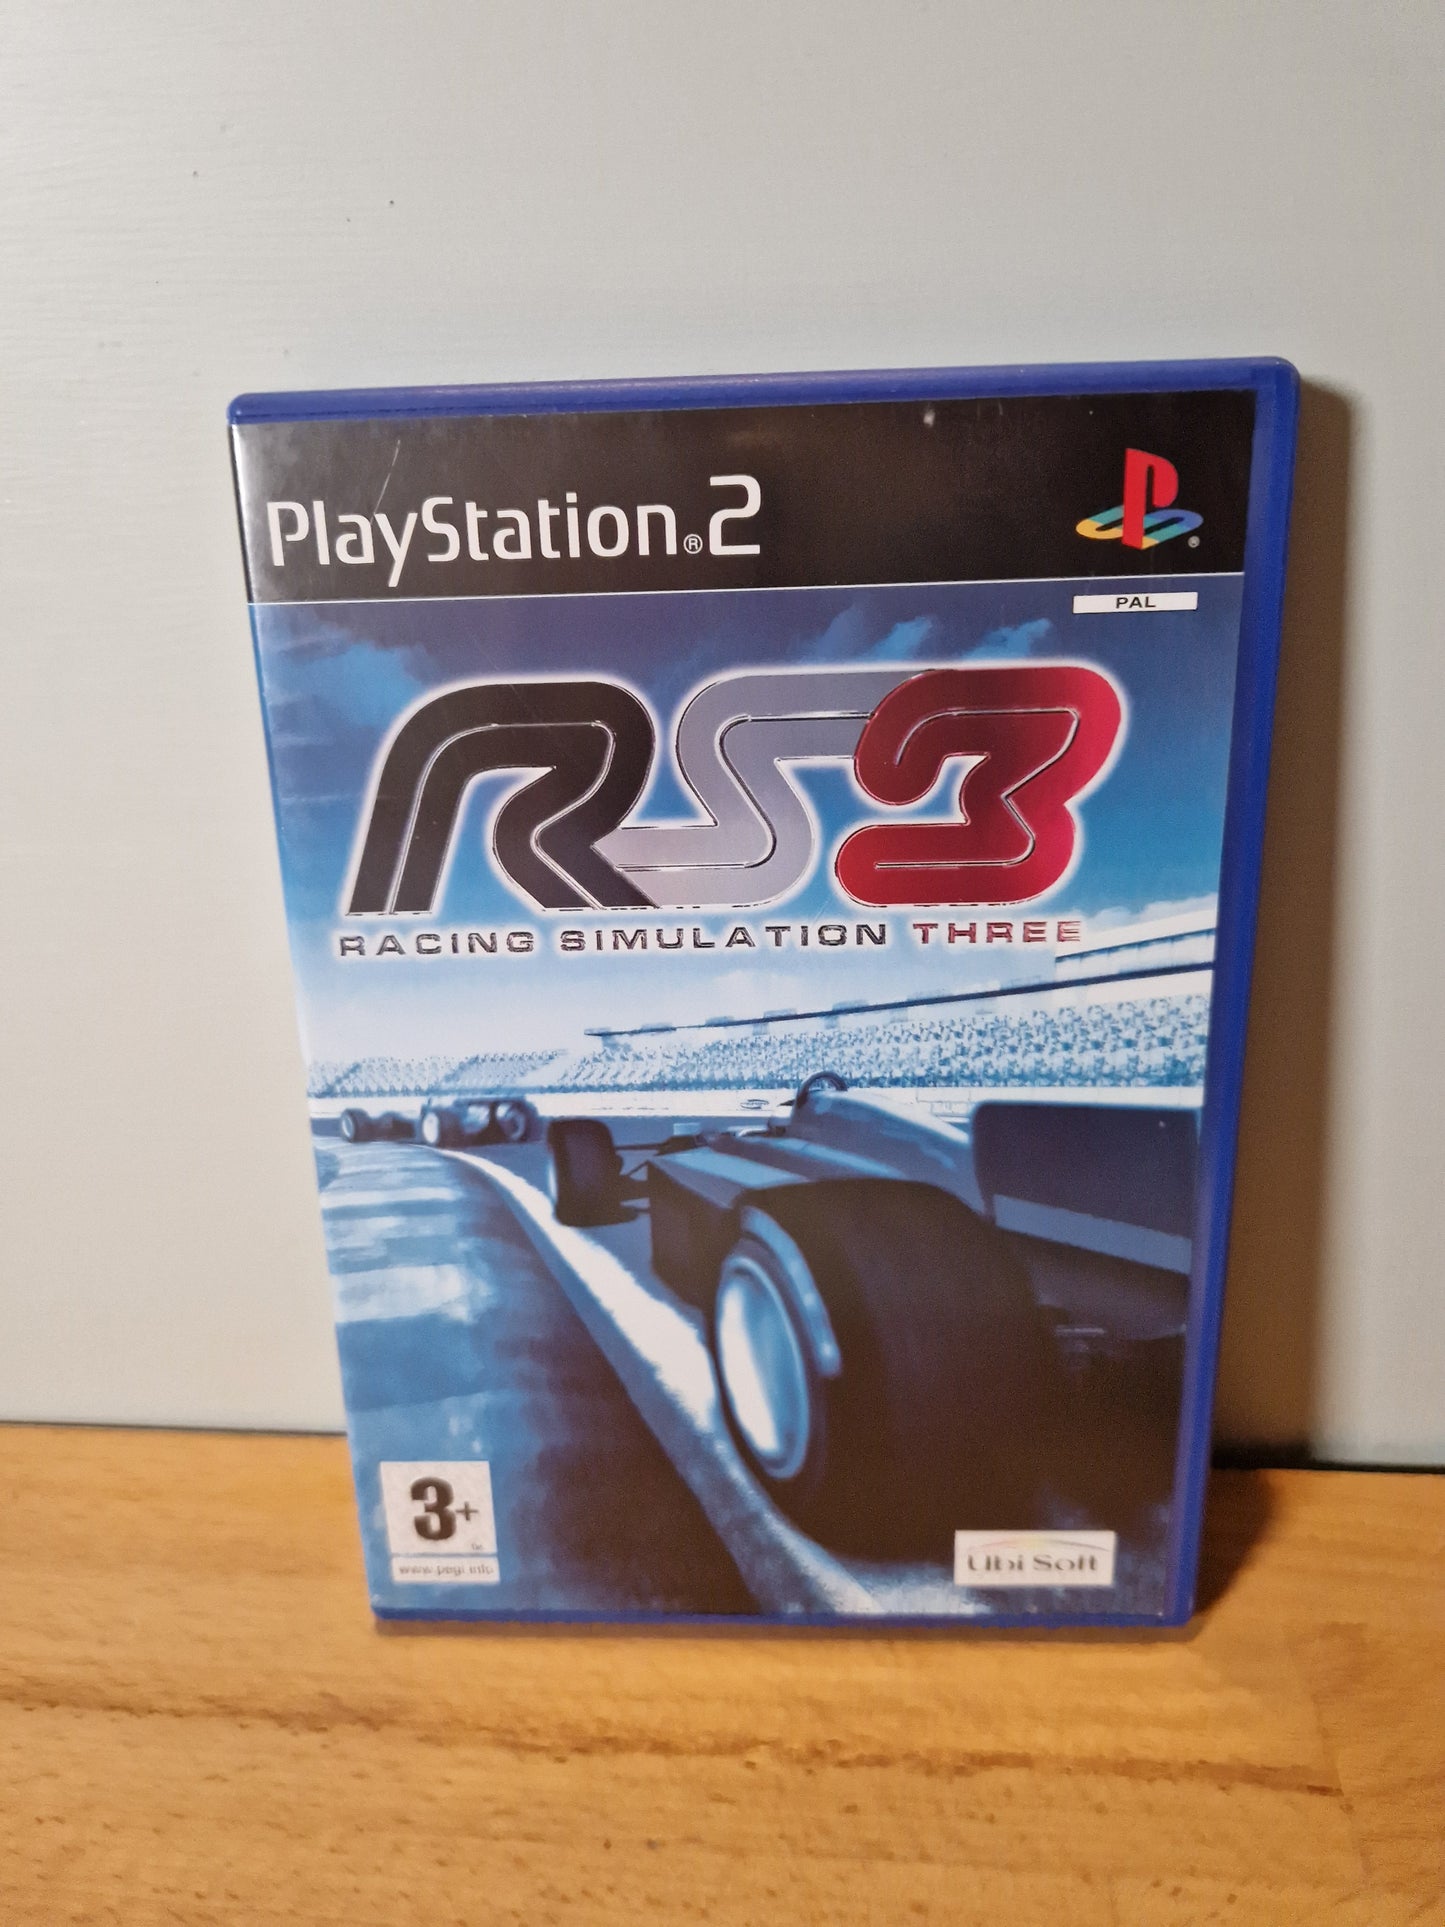 PlayStation®2
PAL
RS3
RACING SIMULATION THREE
3+
www.pegi.info
Ubi Soft